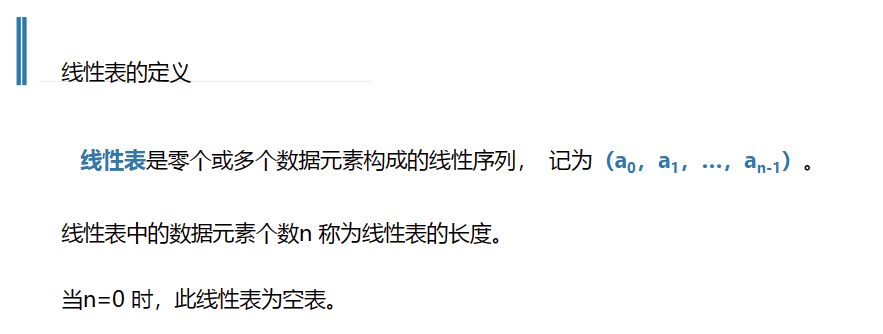 线性表的定义
线性表是零个或多个数据元素构成的线性序列， 记为（a₀，a₁，…，aₙ₋₁）。
线性表中的数据元素个数n 称为线性表的长度。
当n=0 时，此线性表为空表。